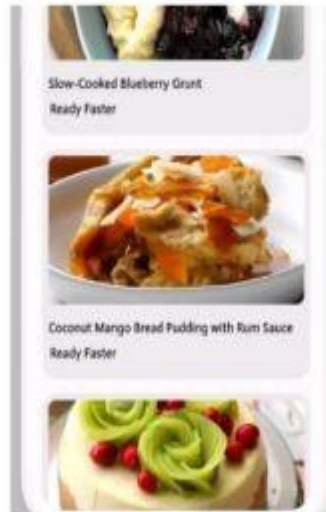 Slow-Cooked Blueberry Grunt
Ready Faster
Coconut Mango Bread Pudding with Rum Sauce
Ready Faster